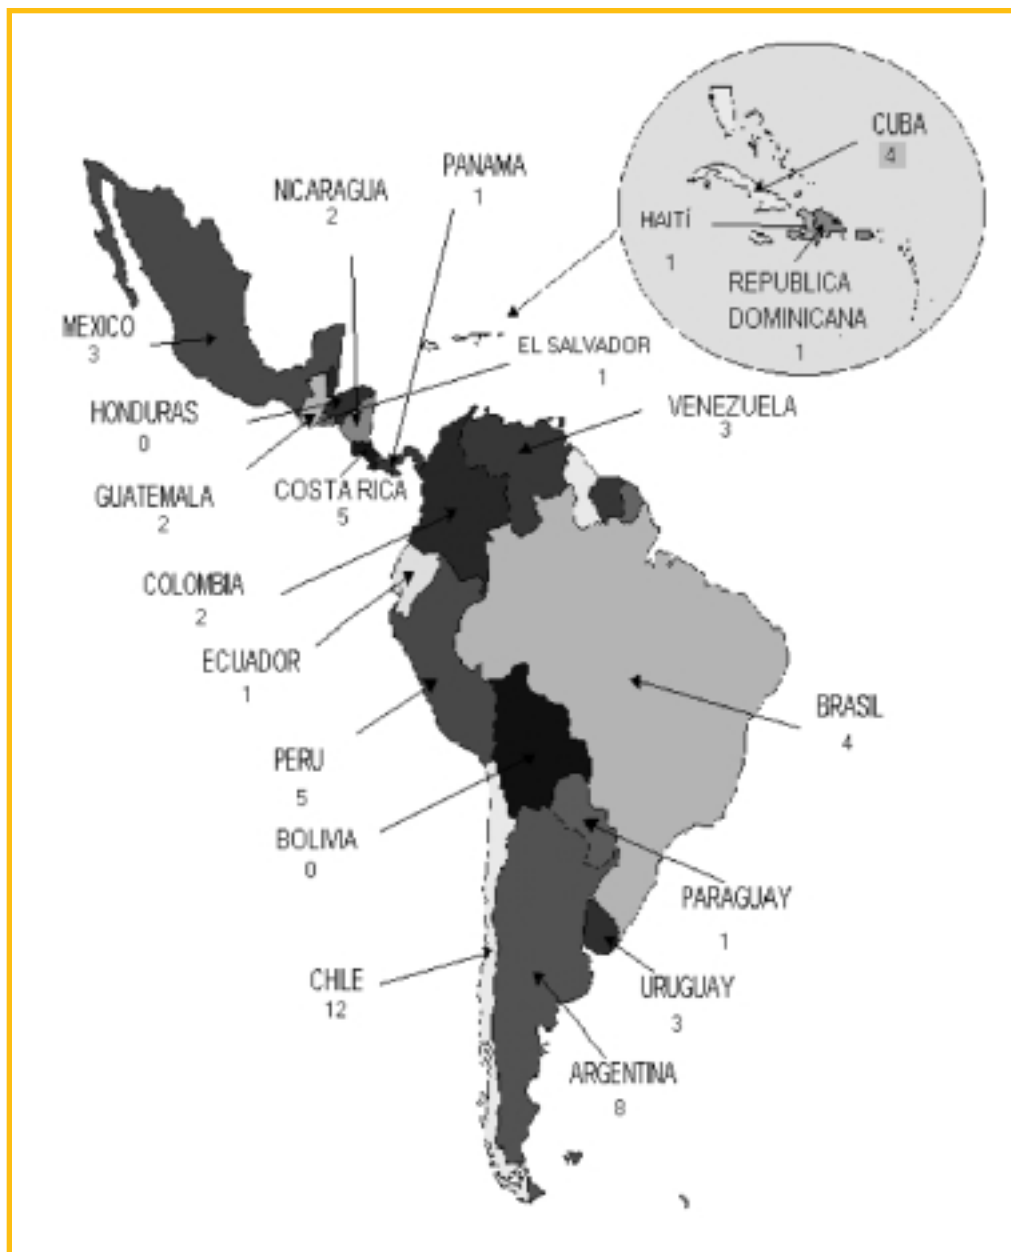 CUBA
4
PANAMA
1
NICARAGUA
2
HAITÍ
1
REPUBLICA
DOMINICANA
1
MEXICO
3
EL SALVADOR
1
HONDURAS
0
VENEZUELA
3
GUATEMALA
2
COSTA RICA
5
COLOMBIA
2
ECUADOR
1
BRASIL
4
PERU
5
BOLIVIA
0
PARAGUAY
1
CHILE
12
URUGUAY
3
ARGENTINA
8